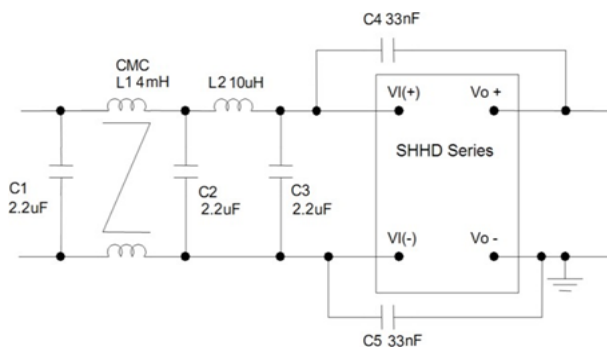 C4 33nF
CMC
L1 4mH
L2 10uH
VI(+)
Vo +
SHHD Series
C1
2.2uF
C2
2.2uF
C3
2.2uF
VI(-)
Vo -
C5 33nF